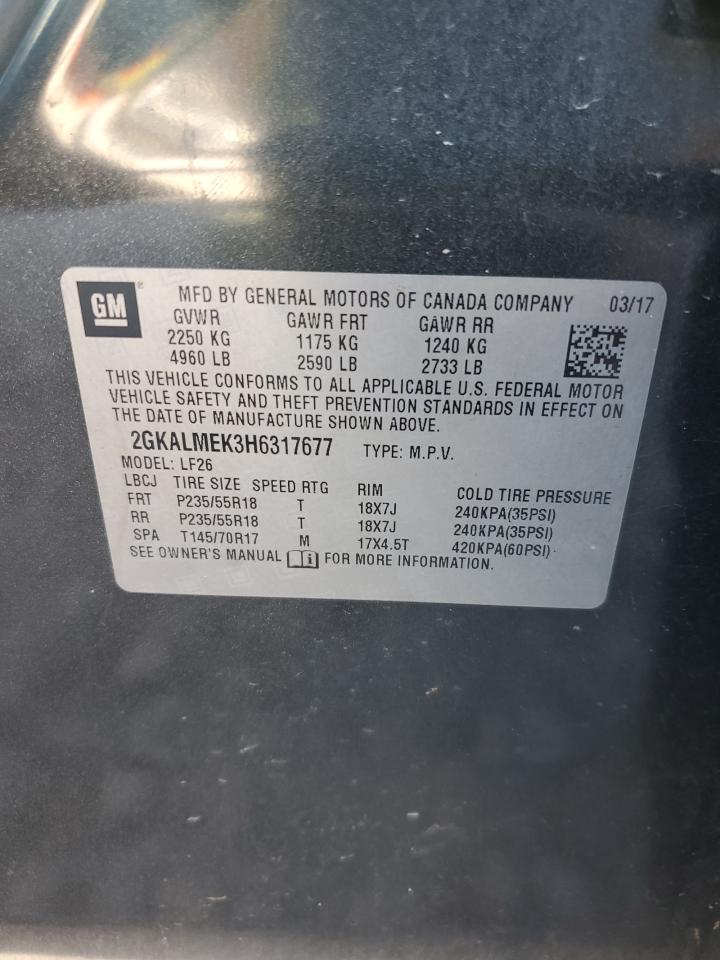 GM ® MFD BY GENERAL MOTORS OF CANADA COMPANY 03/17
GVWR GAWR FRT GAWR RR
2250 KG 1175 KG 1240 KG
4960 LB 2590 LB 2733 LB
THIS VEHICLE CONFORMS TO ALL APPLICABLE U.S. FEDERAL MOTOR
VEHICLE SAFETY AND THEFT PREVENTION STANDARDS IN EFFECT ON
THE DATE OF MANUFACTURE SHOWN ABOVE.
2GKALMEK3H6317677 TYPE: M.P.V.
MODEL: LF26
LBCJ TIRE SIZE SPEED RTG RIM COLD TIRE PRESSURE
FRT P235/55R18 T 18X7J 240KPA(35PSI)
RR P235/55R18 T 18X7J 240KPA(35PSI)
SPA T145/70R17 M 17X4.5T 420KPA(60PSI)
SEE OWNER'S MANUAL FOR MORE INFORMATION.